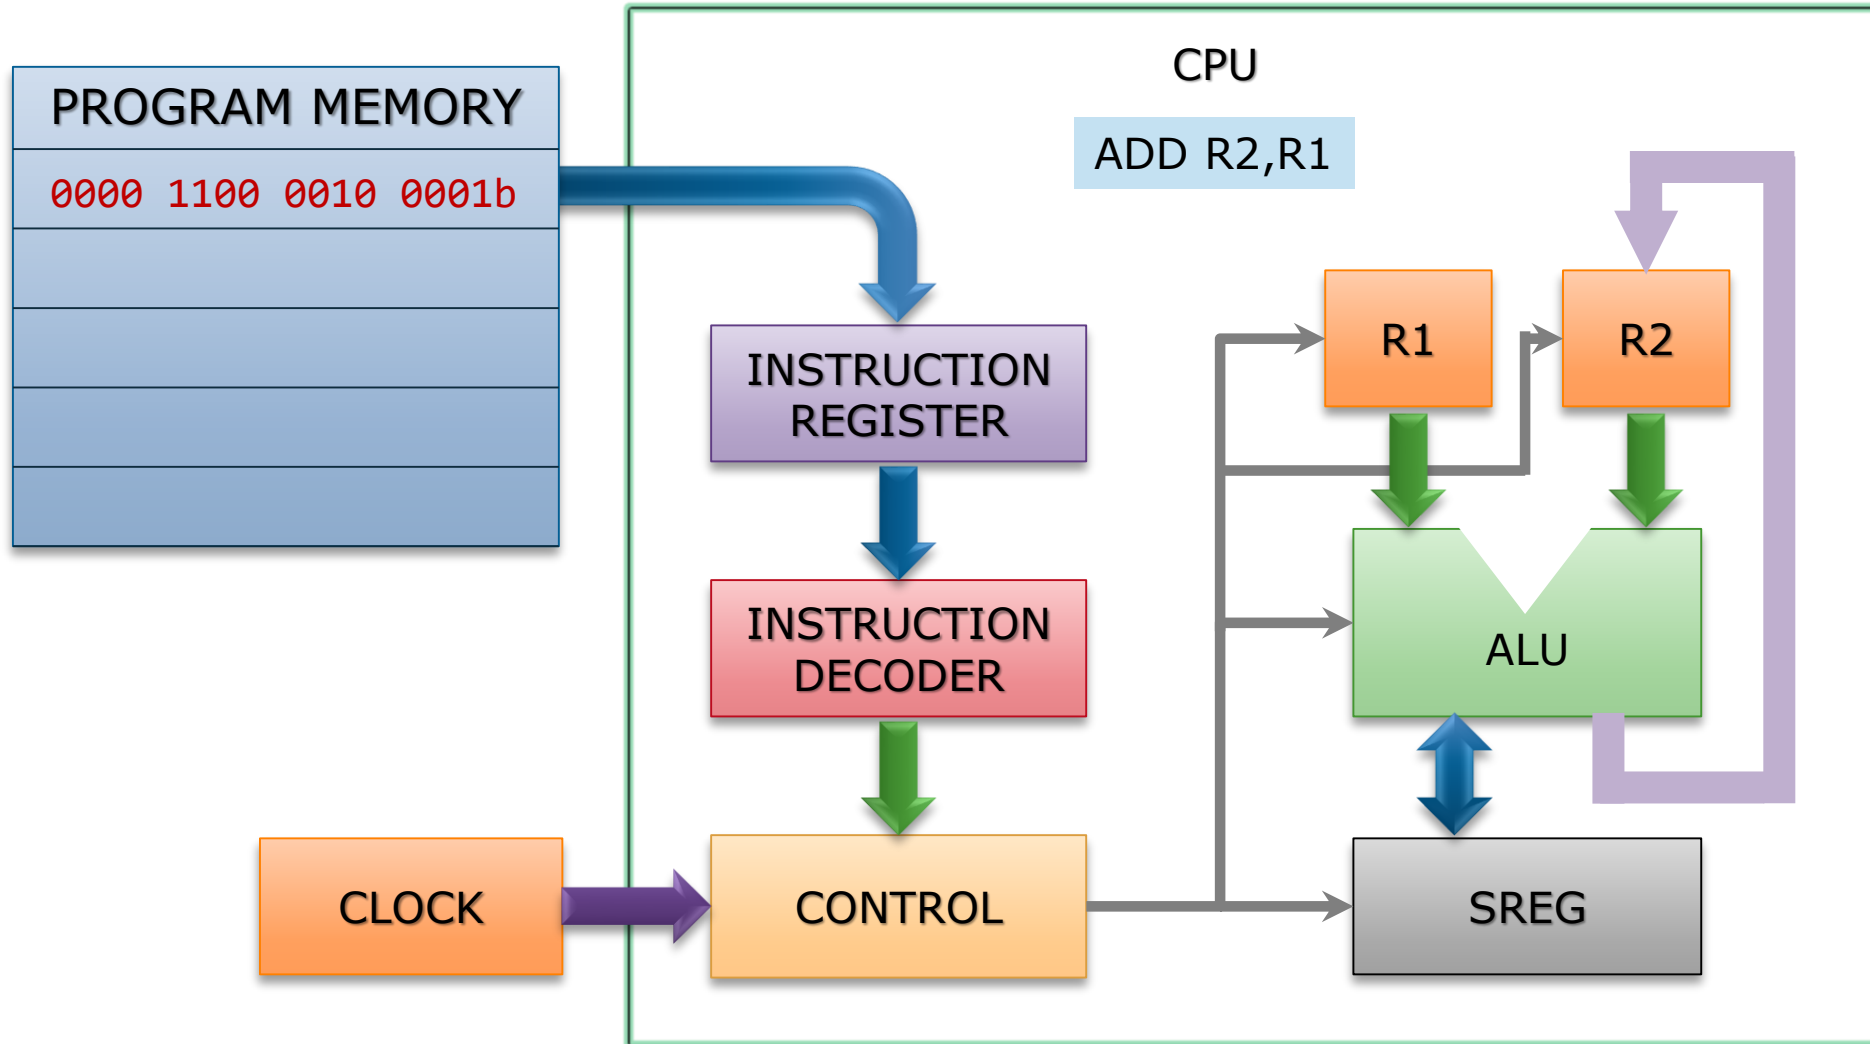 CPU
PROGRAM MEMORY
ADD R2,R1
0000 1100 0010 0001b
R1
R2
INSTRUCTION
REGISTER
INSTRUCTION
DECODER
ALU
CLOCK
CONTROL
SREG